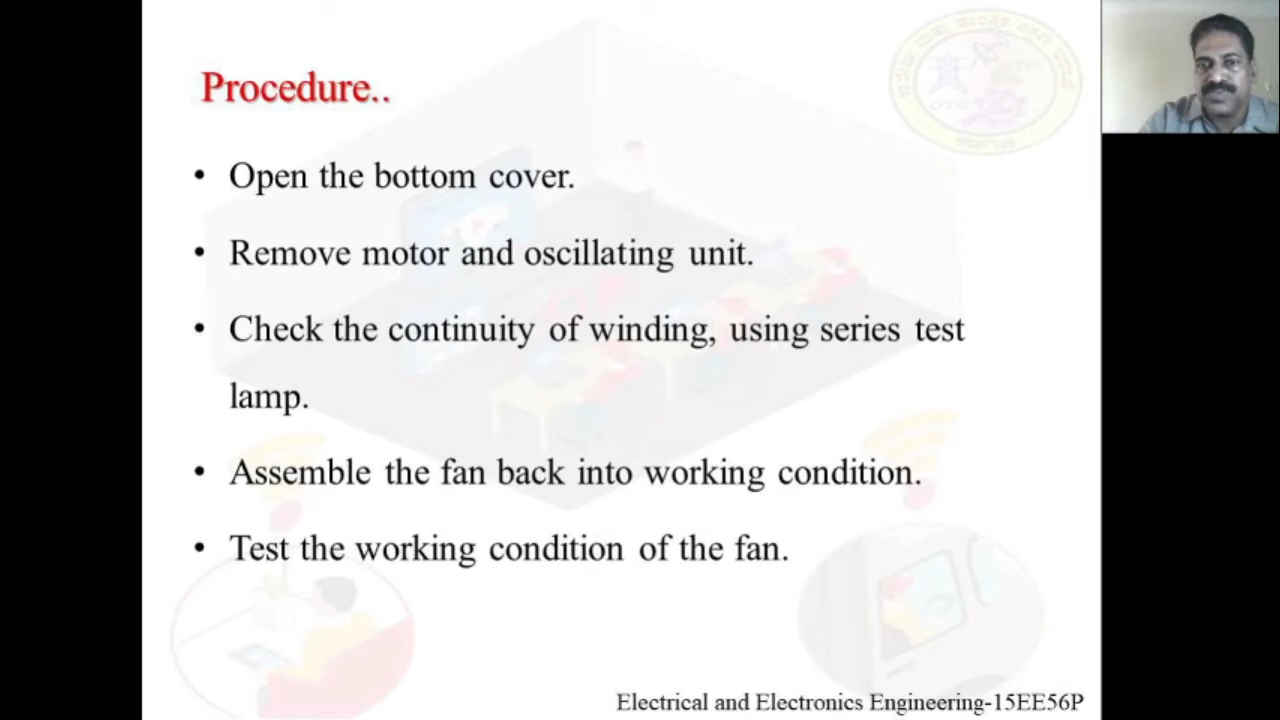 Procedure..
• Open the bottom cover.
• Remove motor and oscillating unit.
• Check the continuity of winding, using series test
lamp.
• Assemble the fan back into working condition.
• Test the working condition of the fan.
Electrical and Electronics Engineering-15EE56P